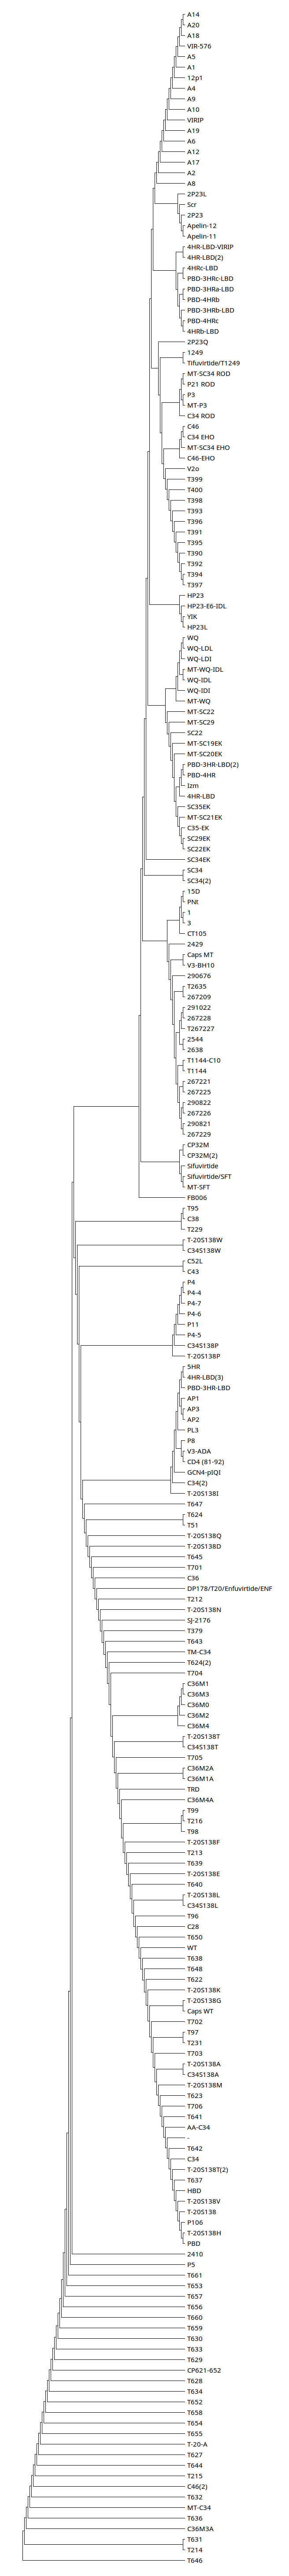 A14
A20
A18
VIR-576
A5
A1
12p1
A4
A9
A10
VIRIP
A19
A6
A12
A17
A2
A8
2P23L
Scr
2P23
Apelin-12
Apelin-11
4HR-LBD-VIRIP
4HR-LBD(2)
4HRc-LBD
PBD-3HRc-LBD
PBD-3HRa-LBD
PBD-4HRb
PBD-3HRb-LBD
PBD-4HRc
4HRb-LBD
2P23Q
1249
Tifuvirtide/T1249
MT-SC34 ROD
P21 ROD
P3
MT-P3
C34 ROD
C46
C34 EHO
MT-SC34 EHO
C46-EHO
V2o
T399
T400
T398
T393
T396
T391
T395
T390
T392
T394
T397
HP23
HP23-E6-IDL
YIK
HP23L
WQ
WQ-LDL
WQ-LDI
MT-WQ-IDL
WQ-IDL
WQ-IDI
MT-WQ
MT-SC22
MT-SC29
SC22
MT-SC19EK
MT-SC20EK
PBD-3HR-LBD(2)
PBD-4HR
Izm
4HR-LBD
SC35EK
MT-SC21EK
C35-EK
SC29EK
SC22EK
SC34EK
SC34
SC34(2)
15D
PNI
1
3
CT105
2429
Caps MT
V3-BH10
290676
T2635
267209
291022
267228
T267227
2544
2638
T1144-C10
T1144
267221
267225
290822
267226
290821
267229
CP32M
CP32M(2)
Sifuvirtide
Sifuvirtide/SFT
MT-SFT
FB006
T95
C38
T229
T-20S138W
C34S138W
C52L
C43
P4
P4-4
P4-7
P4-6
P11
P4-5
C34S138P
T-20S138P
5HR
4HR-LBD(3)
PBD-3HR-LBD
AP1
AP3
AP2
PL3
P8
V3-ADA
CD4 (81-92)
GCN4-pIQI
C34(2)
T-20S138I
T647
T624
T51
T-20S138Q
T-20S138D
T645
T701
C36
DP178/T20/Enfuvirtide/ENF
T212
T-20S138N
SJ-2176
T379
T643
TM-C34
T624(2)
T704
C36M1
C36M3
C36M0
C36M2
C36M4
T-20S138T
C34S138T
T705
C36M2A
C36M1A
TRD
C36M4A
T99
T216
T98
T-20S138F
T213
T639
T-20S138E
T640
T-20S138L
C34S138L
T96
C28
T650
WT
T638
T648
T622
T-20S138K
T-20S138G
Caps WT
T702
T97
T231
T703
T-20S138A
C34S138A
T-20S138M
T623
T706
T641
AA-C34
-
T642
C34
T-20S138T(2)
T637
HBD
T-20S138V
T-20S138
P106
T-20S138H
PBD
2410
P5
T661
T653
T657
T656
T660
T659
T630
T633
T629
CP621-652
T628
T634
T652
T658
T654
T655
T-20-A
T627
T644
T215
C46(2)
T632
MT-C34
T636
C36M3A
T631
T214
T646